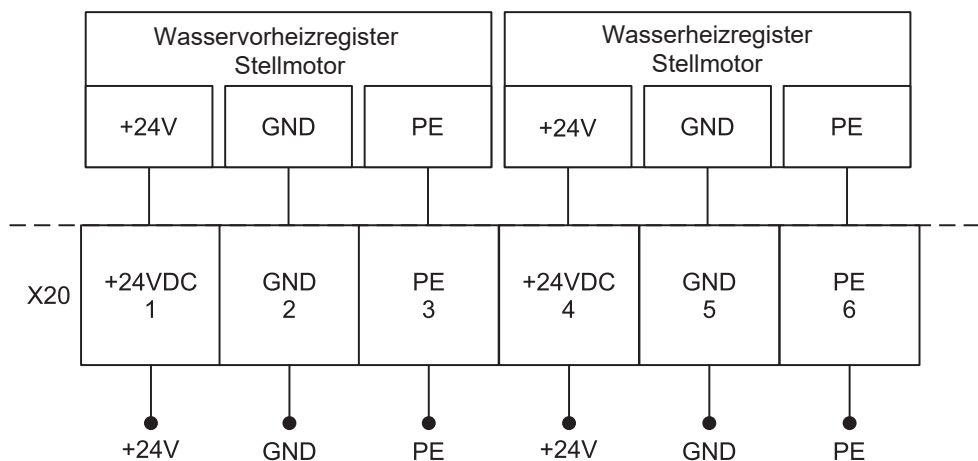 Wasservorheizregister
Stellmotor
Wasserheizregister
Stellmotor
+24V
GND
PE
+24V
GND
PE
X20
+24VDC
1
GND
2
PE
3
+24VDC
4
GND
5
PE
6
+24V
GND
PE
+24V
GND
PE